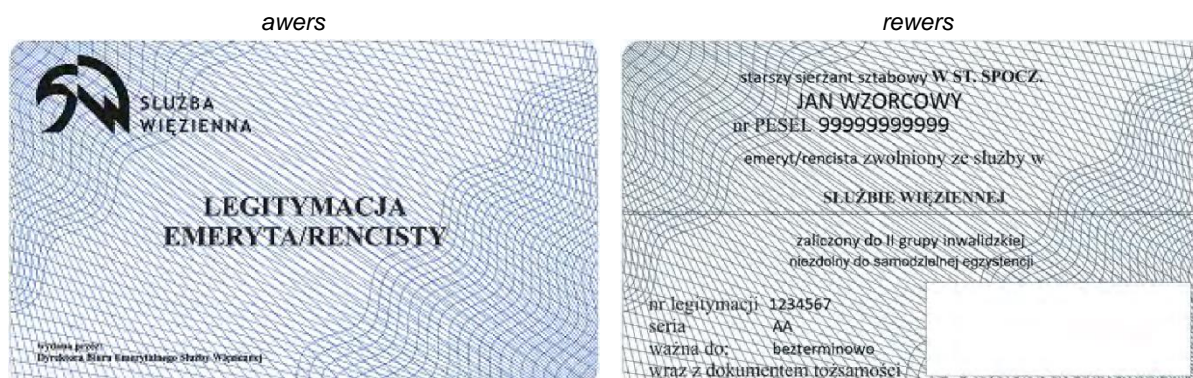 awers
SŁUŻBA
WIĘZIENNA
LEGITYMACJA
EMERYTA/RENCISTY
wydana przez:
Dyrektora Biura Emerytalnego Służby Więziennej
rewers
starszy sierżant sztabowy W ST. SPOCZ.
JAN WZORCOWY
nr PESEL 99999999999
emeryt/rencista zwolniony ze służby w
SŁUŻBIE WIĘZIENNEJ
zaliczony do II grupy inwalidzkiej
niezdolny do samodzielnej egzystencji
nr legitymacji 1234567
seria AA
ważna do: bezterminowo
wraz z dokumentem tożsamości